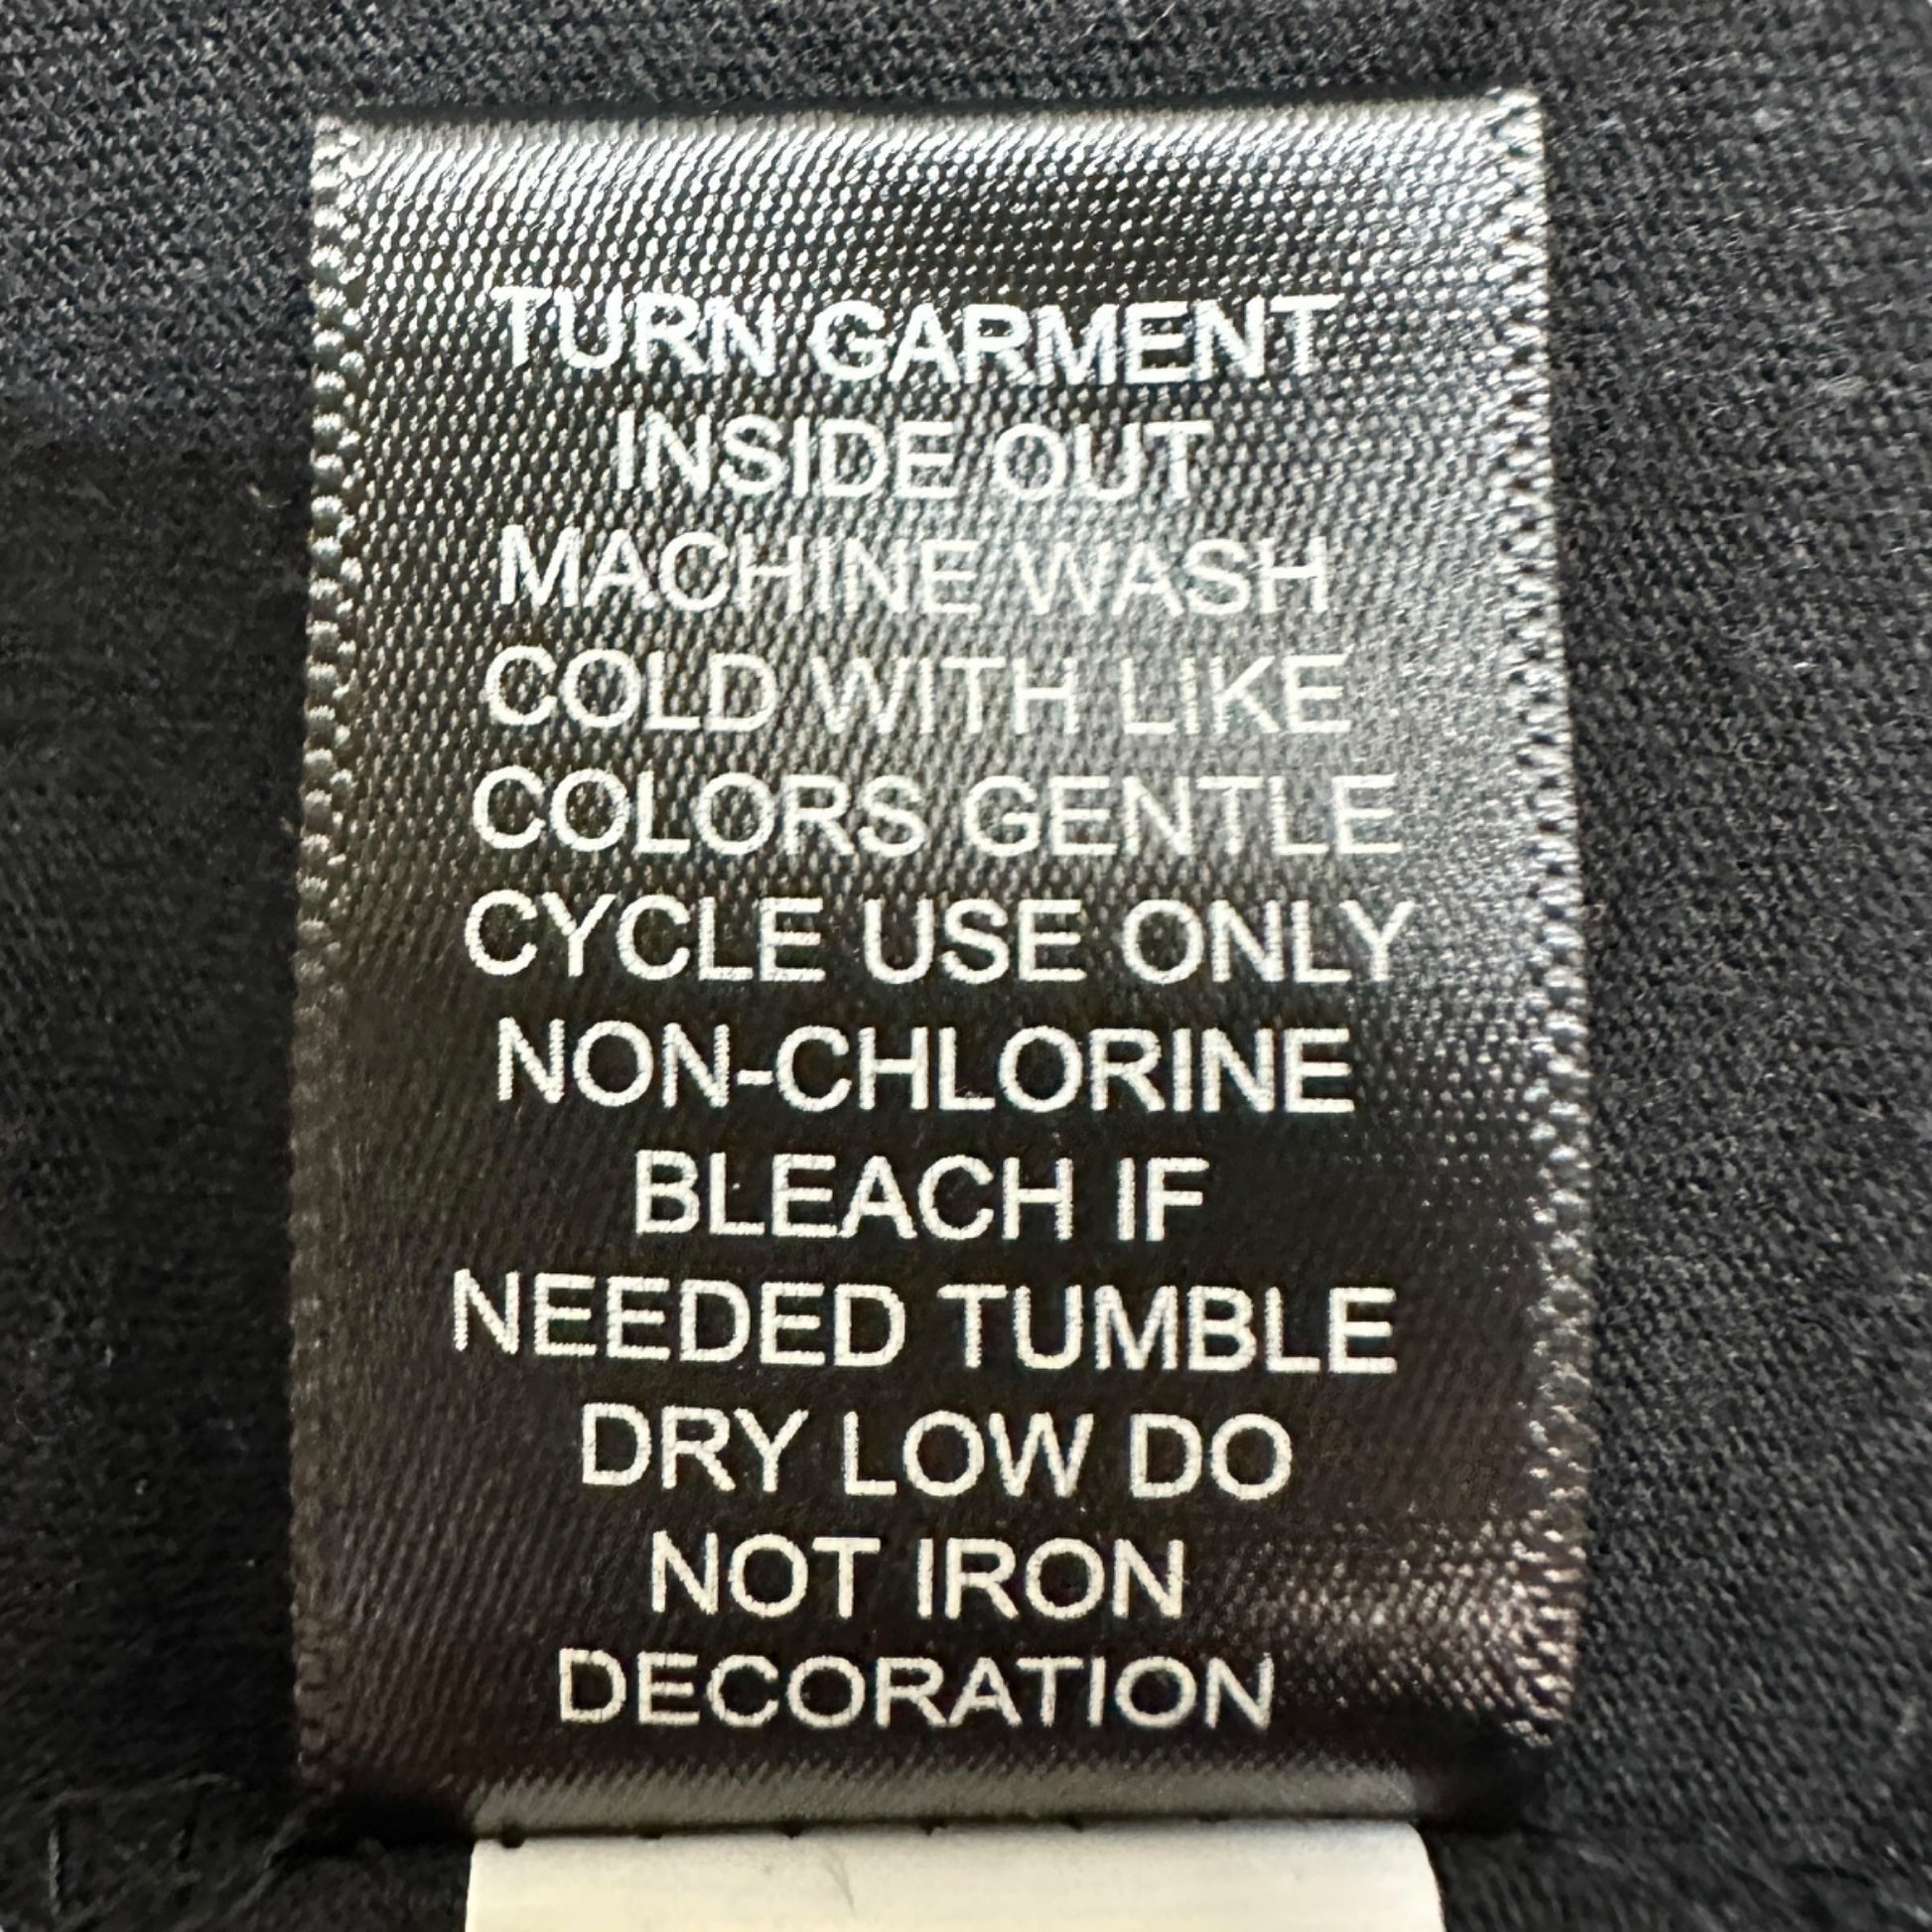 TURN GARMENT
INSIDE OUT
MACHINE WASH
COLD WITH LIKE
COLORS GENTLE
CYCLE USE ONLY
NON-CHLORINE
BLEACH IF
NEEDED TUMBLE
DRY LOW DO
NOT IRON
DECORATION